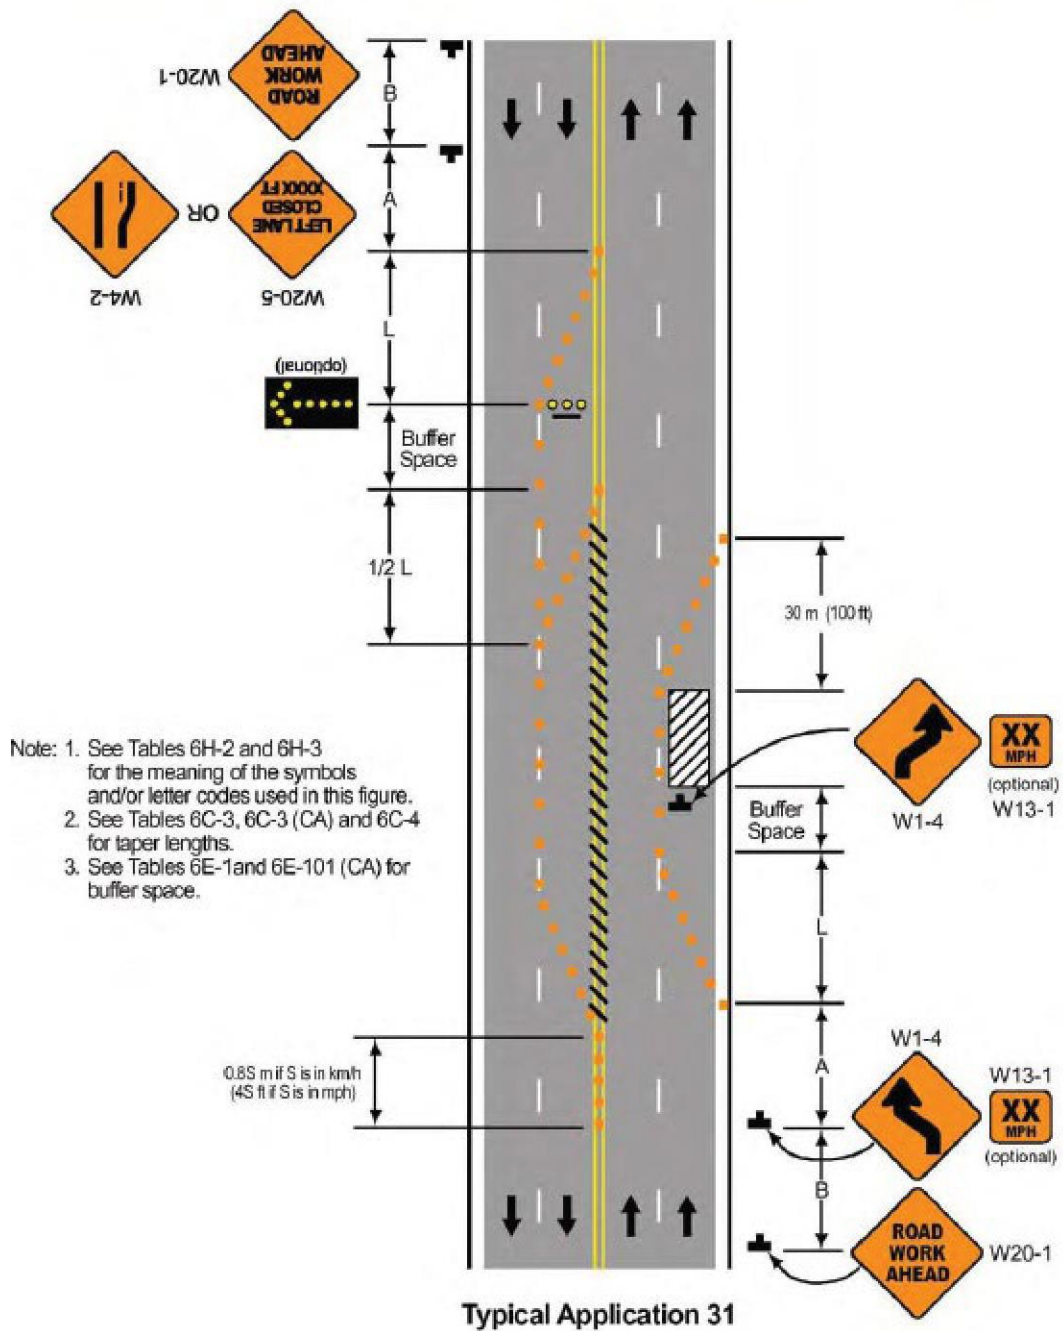 ROAD
WORK
AHEAD
W20-1
B
LEFT LANE
CLOSED
XXXX FT
OR
W4-2
W20-5
A
L
(optional)
Buffer
Space
1/2 L
30 m (100 ft)
Note: 1. See Tables 6H-2 and 6H-3
for the meaning of the symbols
and/or letter codes used in this figure.
2. See Tables 6C-3, 6C-3 (CA) and 6C-4
for taper lengths.
3. See Tables 6E-1and 6E-101 (CA) for
buffer space.
XX
MPH
(optional)
W13-1
W1-4
Buffer
Space
L
A
W1-4
W13-1
XX
MPH
(optional)
0.8S m if S is in km/h
(4S ft if S is in mph)
B
ROAD
WORK
AHEAD
W20-1
Typical Application 31